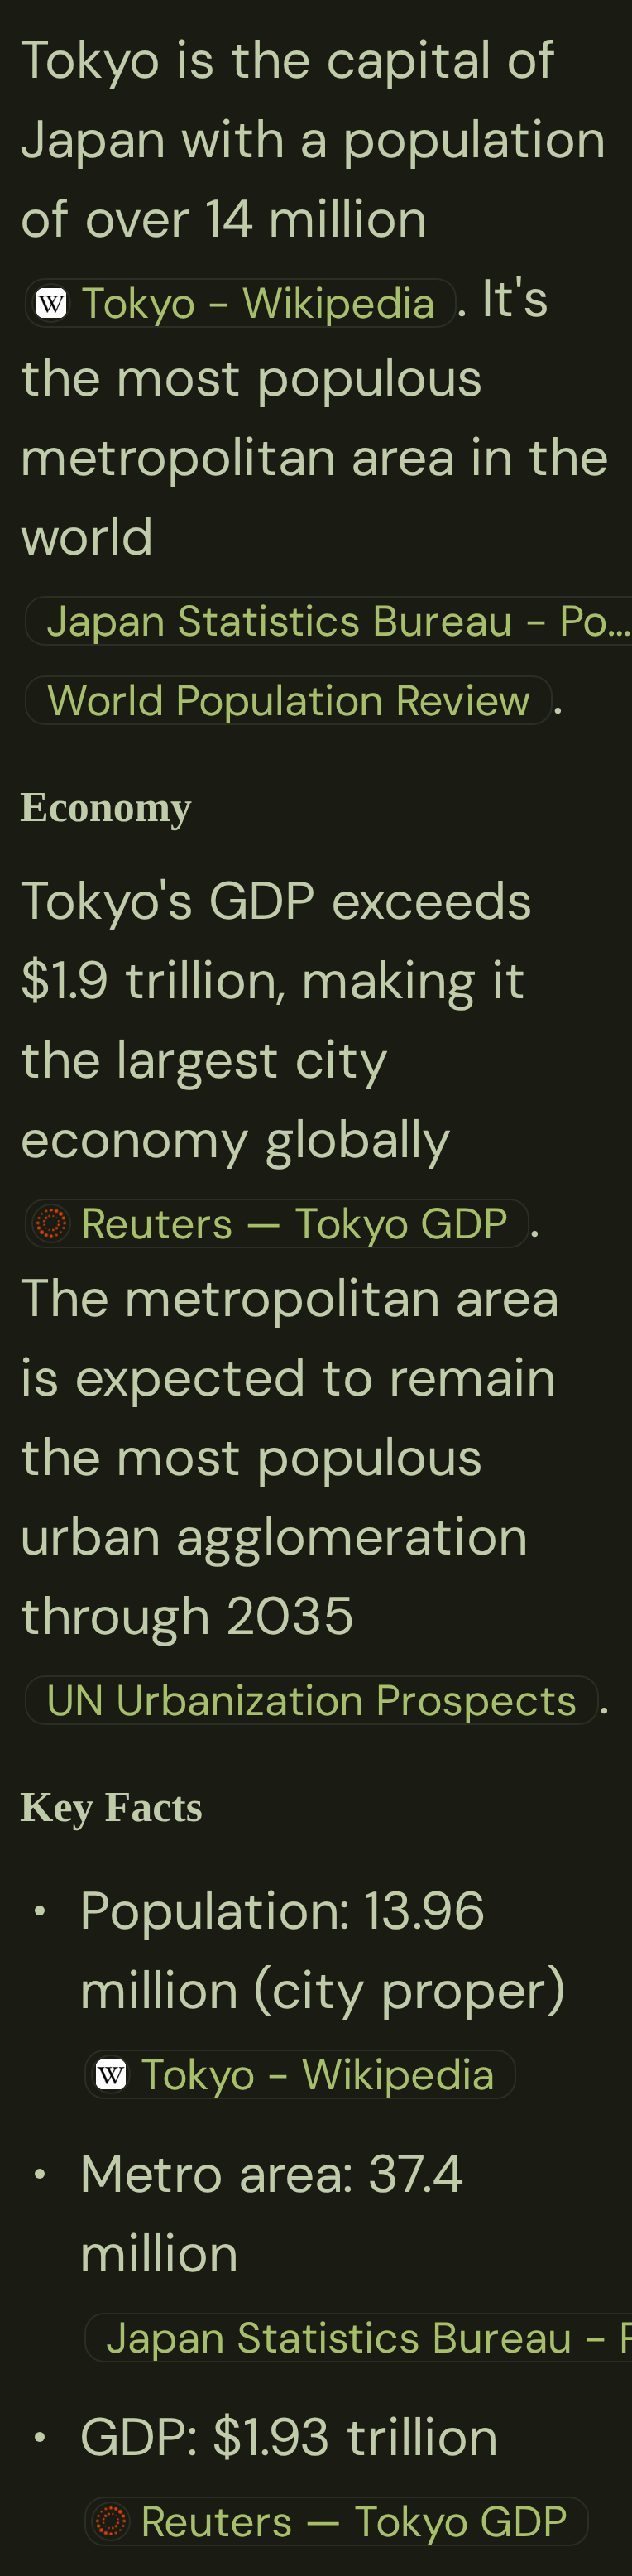 Tokyo is the capital of
Japan with a population
of over 14 million
W Tokyo - Wikipedia . It's
the most populous
metropolitan area in the
world
Japan Statistics Bureau - Po...
World Population Review .
Economy
Tokyo's GDP exceeds
$1.9 trillion, making it
the largest city
economy globally
Reuters — Tokyo GDP .
The metropolitan area
is expected to remain
the most populous
urban agglomeration
through 2035
UN Urbanization Prospects .
Key Facts
• Population: 13.96
million (city proper)
W Tokyo - Wikipedia
• Metro area: 37.4
million
Japan Statistics Bureau - P
• GDP: $1.93 trillion
Reuters — Tokyo GDP